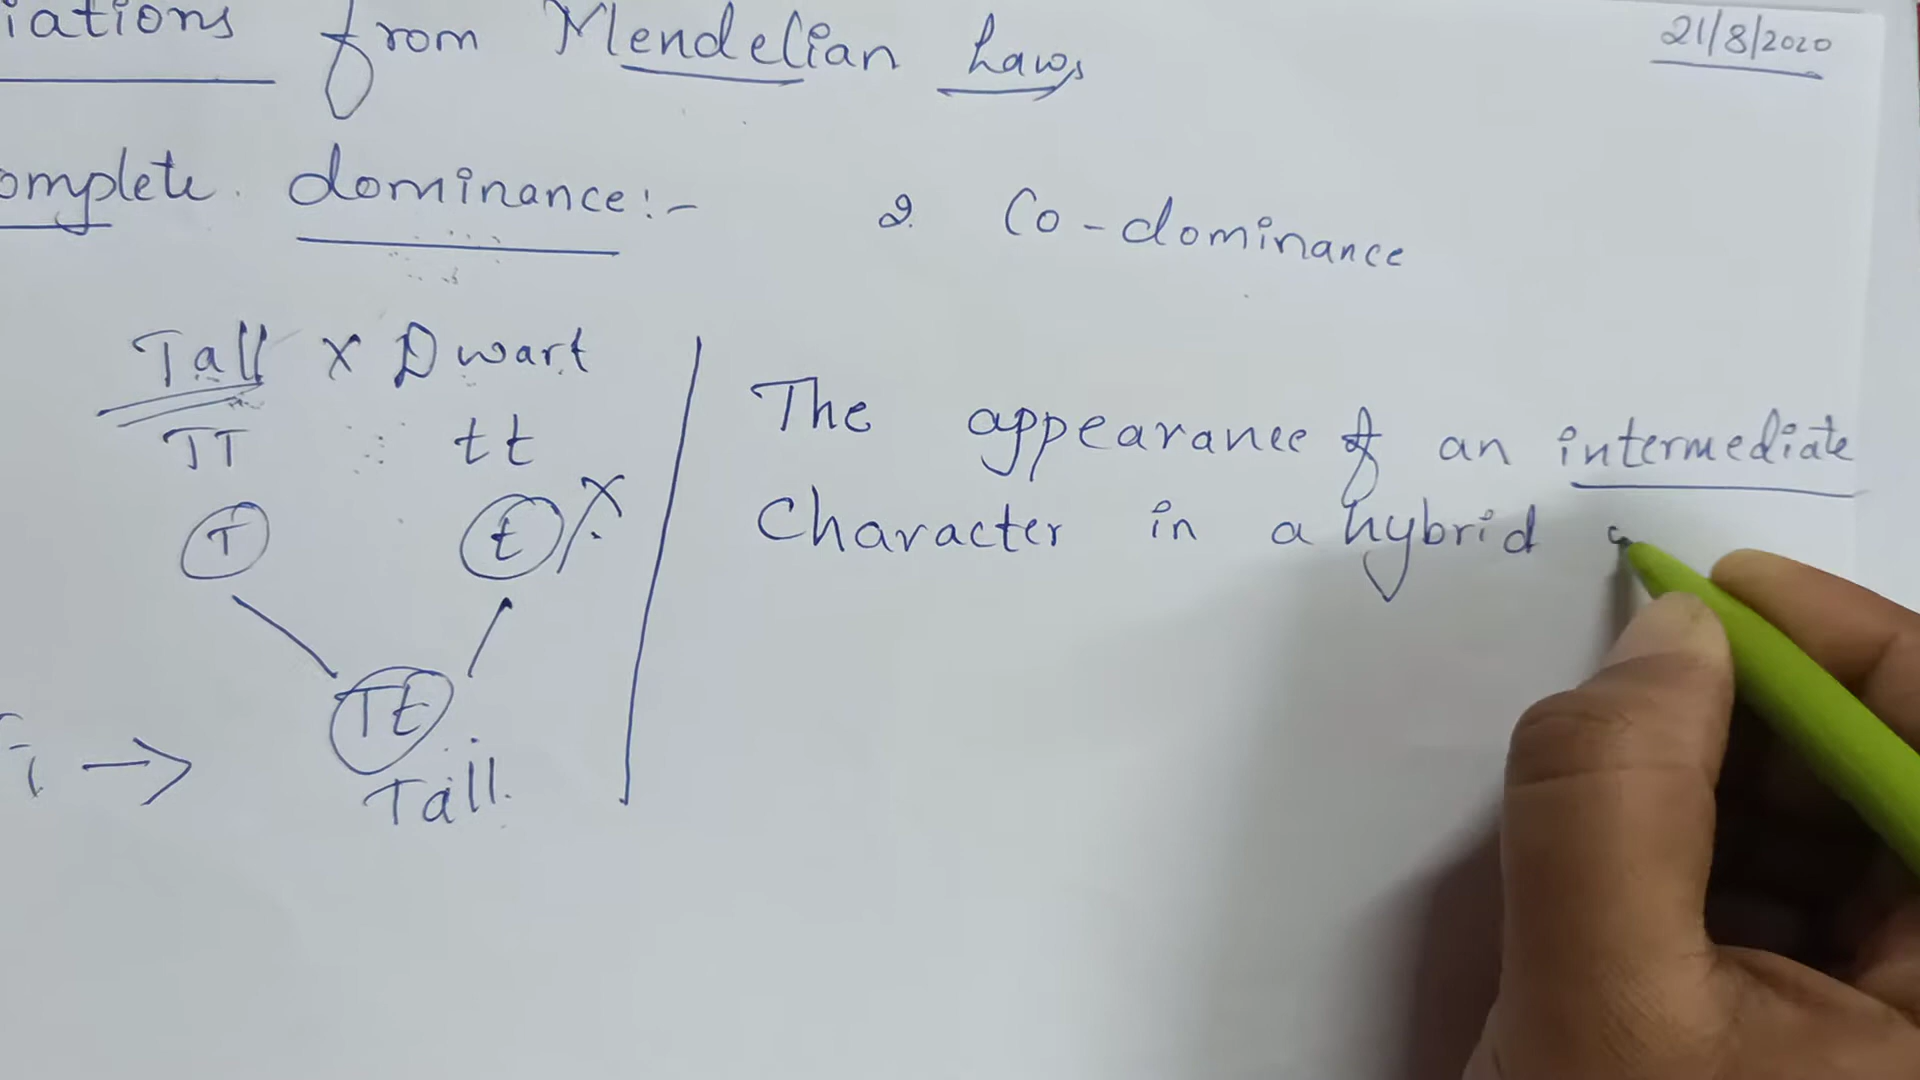 iations from Mendelian Laws
21/8/2020
omplete dominance:-
2. Co-dominance
Tall x Dwart
TT tt
T t x
Tt
Tall.
The appearance of an intermediate
Character in a hybrid